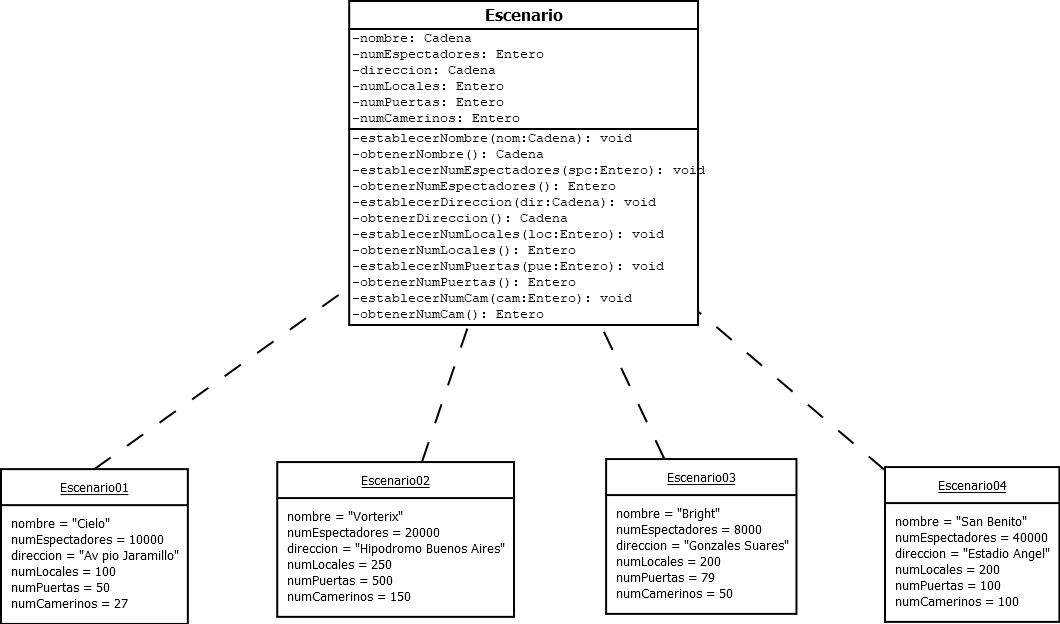 Escenario
-nombre: Cadena
-numEspectadores: Entero
-direccion: Cadena
-numLocales: Entero
-numPuertas: Entero
-numCamerinos: Entero
-establecerNombre(nom:Cadena): void
-obtenerNombre(): Cadena
-establecerNumEspectadores(spc:Entero): void
-obtenerNumEspectadores(): Entero
-establecerDireccion(dir:Cadena): void
-obtenerDireccion(): Cadena
-establecerNumLocales(loc:Entero): void
-obtenerNumLocales(): Entero
-establecerNumPuertas(pue:Entero): void
-obtenerNumPuertas(): Entero
-establecerNumCam(cam:Entero): void
-obtenerNumCam(): Entero
Escenario01
nombre = "Cielo"
numEspectadores = 10000
direccion = "Av pio Jaramillo"
numLocales = 100
numPuertas = 50
numCamerinos = 27
Escenario02
nombre = "Vorterix"
numEspectadores = 20000
direccion = "Hipodromo Buenos Aires"
numLocales = 250
numPuertas = 500
numCamerinos = 150
Escenario03
nombre = "Bright"
numEspectadores = 8000
direccion = "Gonzales Suares"
numLocales = 200
numPuertas = 79
numCamerinos = 50
Escenario04
nombre = "San Benito"
numEspectadores = 40000
direccion = "Estadio Angel"
numLocales = 200
numPuertas = 100
numCamerinos = 100